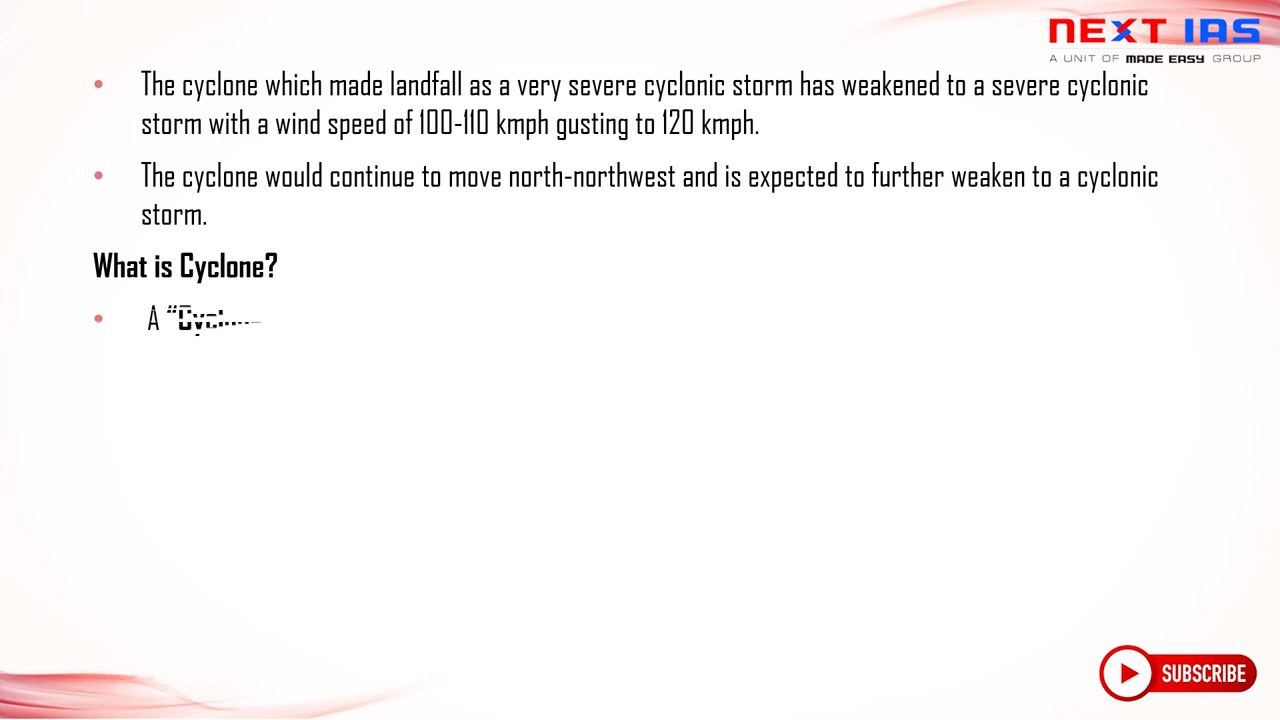 NEXT IAS
A UNIT OF MADE EASY GROUP
• The cyclone which made landfall as a very severe cyclonic storm has weakened to a severe cyclonic
storm with a wind speed of 100-110 kmph gusting to 120 kmph.
• The cyclone would continue to move north-northwest and is expected to further weaken to a cyclonic
storm.
What is Cyclone?
• A
SUBSCRIBE